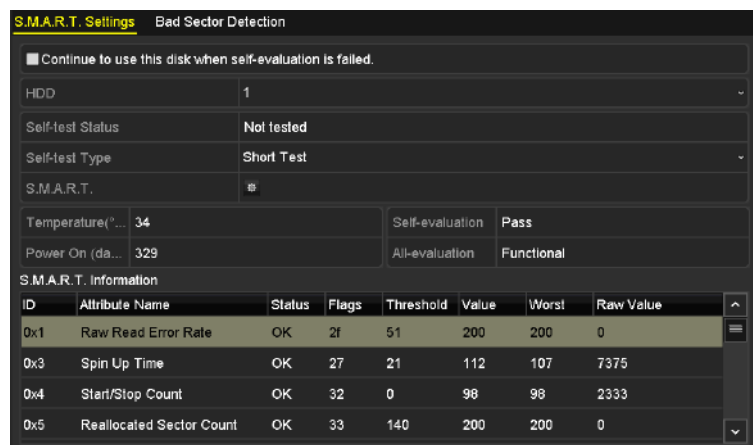 S.M.A.R.T. Settings Bad Sector Detection
Continue to use this disk when self-evaluation is failed.
HDD 1
Self-test Status Not tested
Self-test Type Short Test
S.M.A.R.T.
Temperature(°... 34 Self-evaluation Pass
Power On (da... 329 All-evaluation Functional
S.M.A.R.T. Information
ID Attribute Name Status Flags Threshold Value Worst Raw Value
0x1 Raw Read Error Rate OK 2f 51 200 200 0
0x3 Spin Up Time OK 27 21 112 107 7375
0x4 Start/Stop Count OK 32 0 98 98 2333
0x5 Reallocated Sector Count OK 33 140 200 200 0